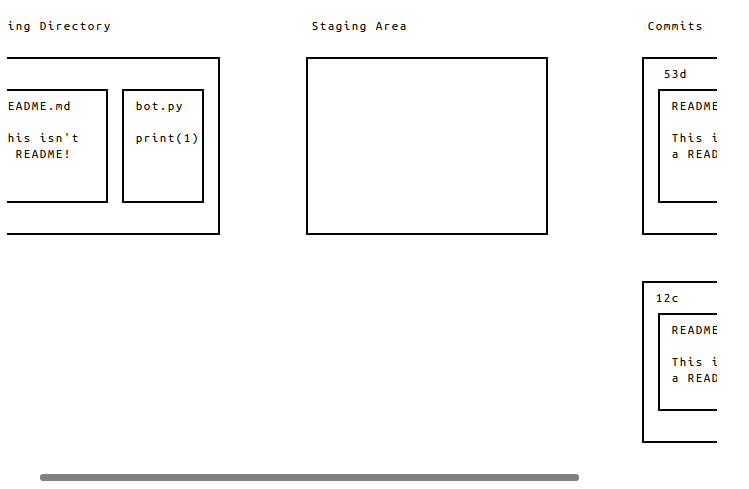 ing Directory
Staging Area
Commits
EADME.md
his isn't
README!
bot.py
print(1)
53d
README
This i
a READ
12c
README
This i
a READ